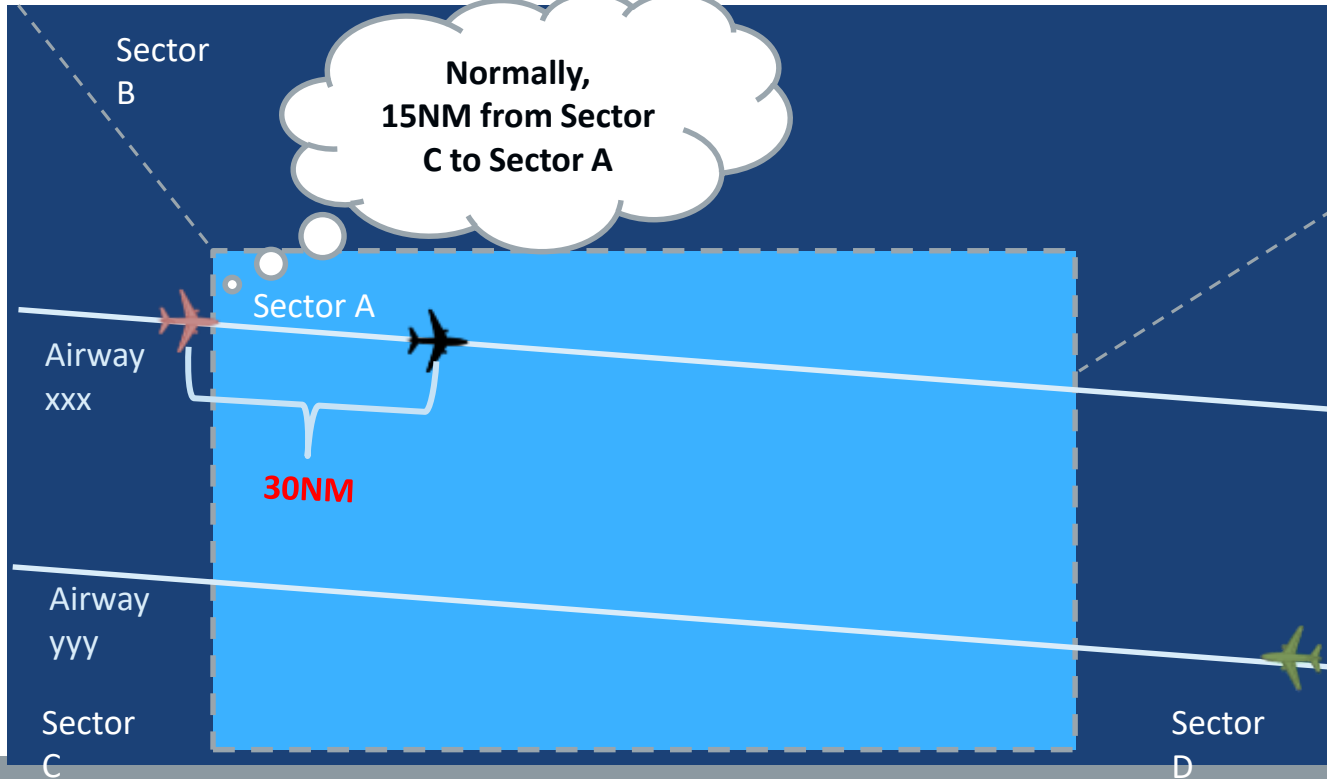 Sector
B
Normally,
15NM from Sector
C to Sector A
Sector A
Airway
xxx
30NM
Airway
yyy
Sector
C
Sector
D